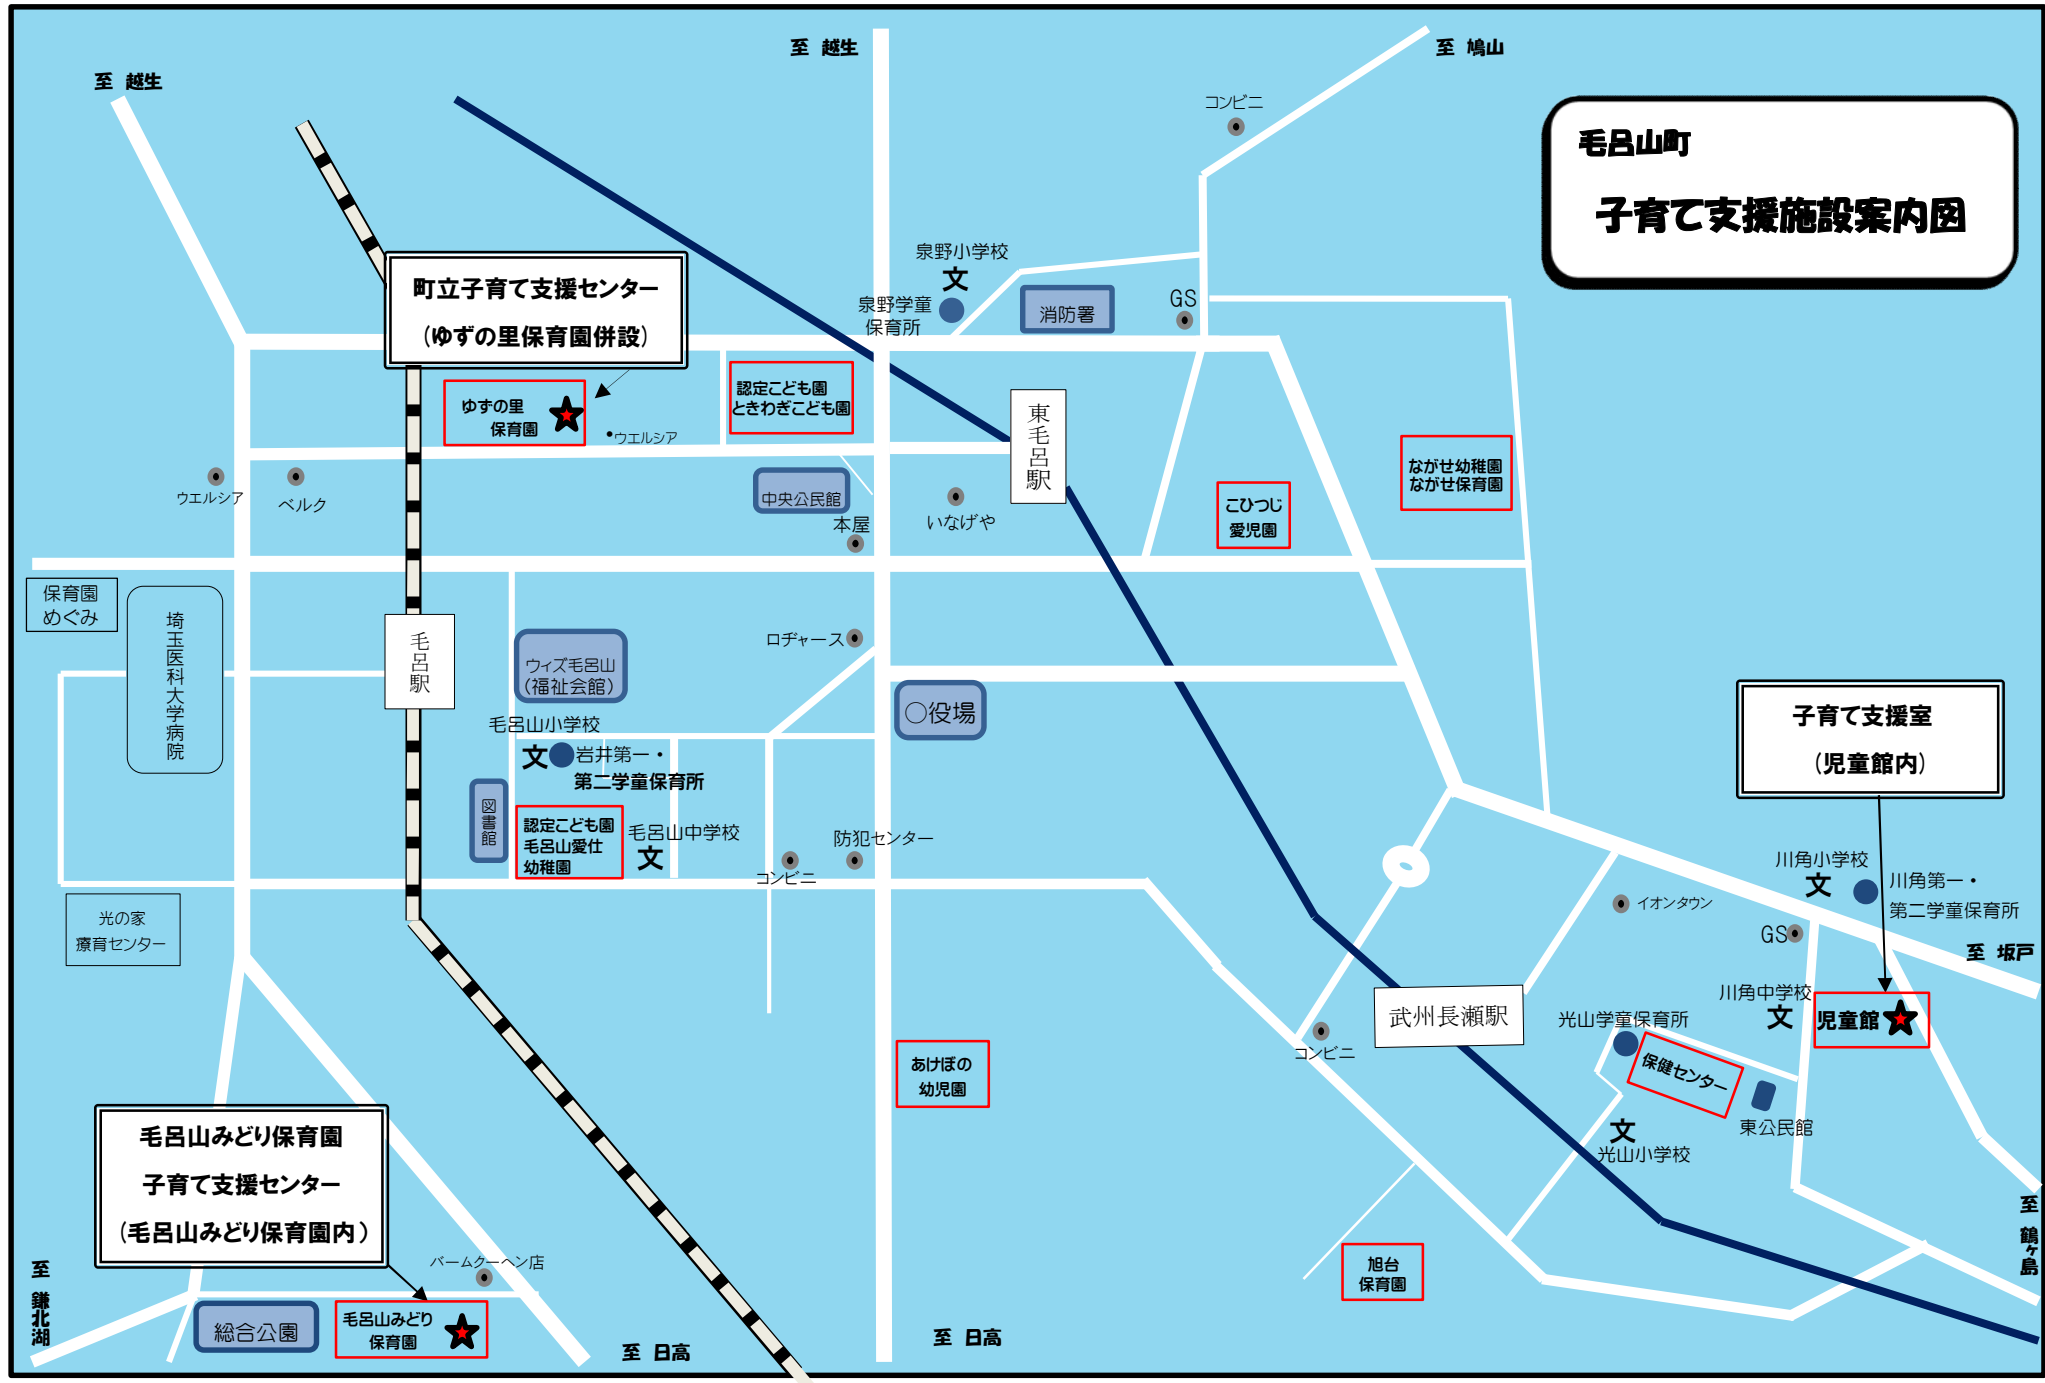 至 越生
至 越生
至 鳩山
コンビニ
毛呂山町
子育て支援施設案内図
泉野小学校
文
泉野学童
保育所
消防署
GS
町立子育て支援センター
(ゆずの里保育園併設)
ゆずの里
保育園
・ウエルシア
認定こども園
ときわぎこども園
東毛呂駅
ながせ幼稚園
ながせ保育園
こひつじ
愛児園
ウエルシア
ベルク
中央公民館
本屋
いなげや
保育園
めぐみ
埼玉医科大学病院
毛呂駅
ウィズ毛呂山
(福祉会館)
ロヂャース
○役場
毛呂山小学校
文
岩井第一・
第二学童保育所
図書館
認定こども園
毛呂山愛仕
幼稚園
毛呂山中学校
文
コンビニ
防犯センター
子育て支援室
(児童館内)
川角小学校
文
川角第一・
第二学童保育所
イオンタウン
GS
至 坂戸
光の家
療育センター
武州長瀬駅
コンビニ
川角中学校
文
児童館
光山学童保育所
保健センター
東公民館
文
光山小学校
あけぼの
幼児園
毛呂山みどり保育園
子育て支援センター
(毛呂山みどり保育園内)
バームクーヘン店
至 鎌北湖
総合公園
毛呂山みどり
保育園
至 日高
至 日高
旭台
保育園
至 鶴ヶ島